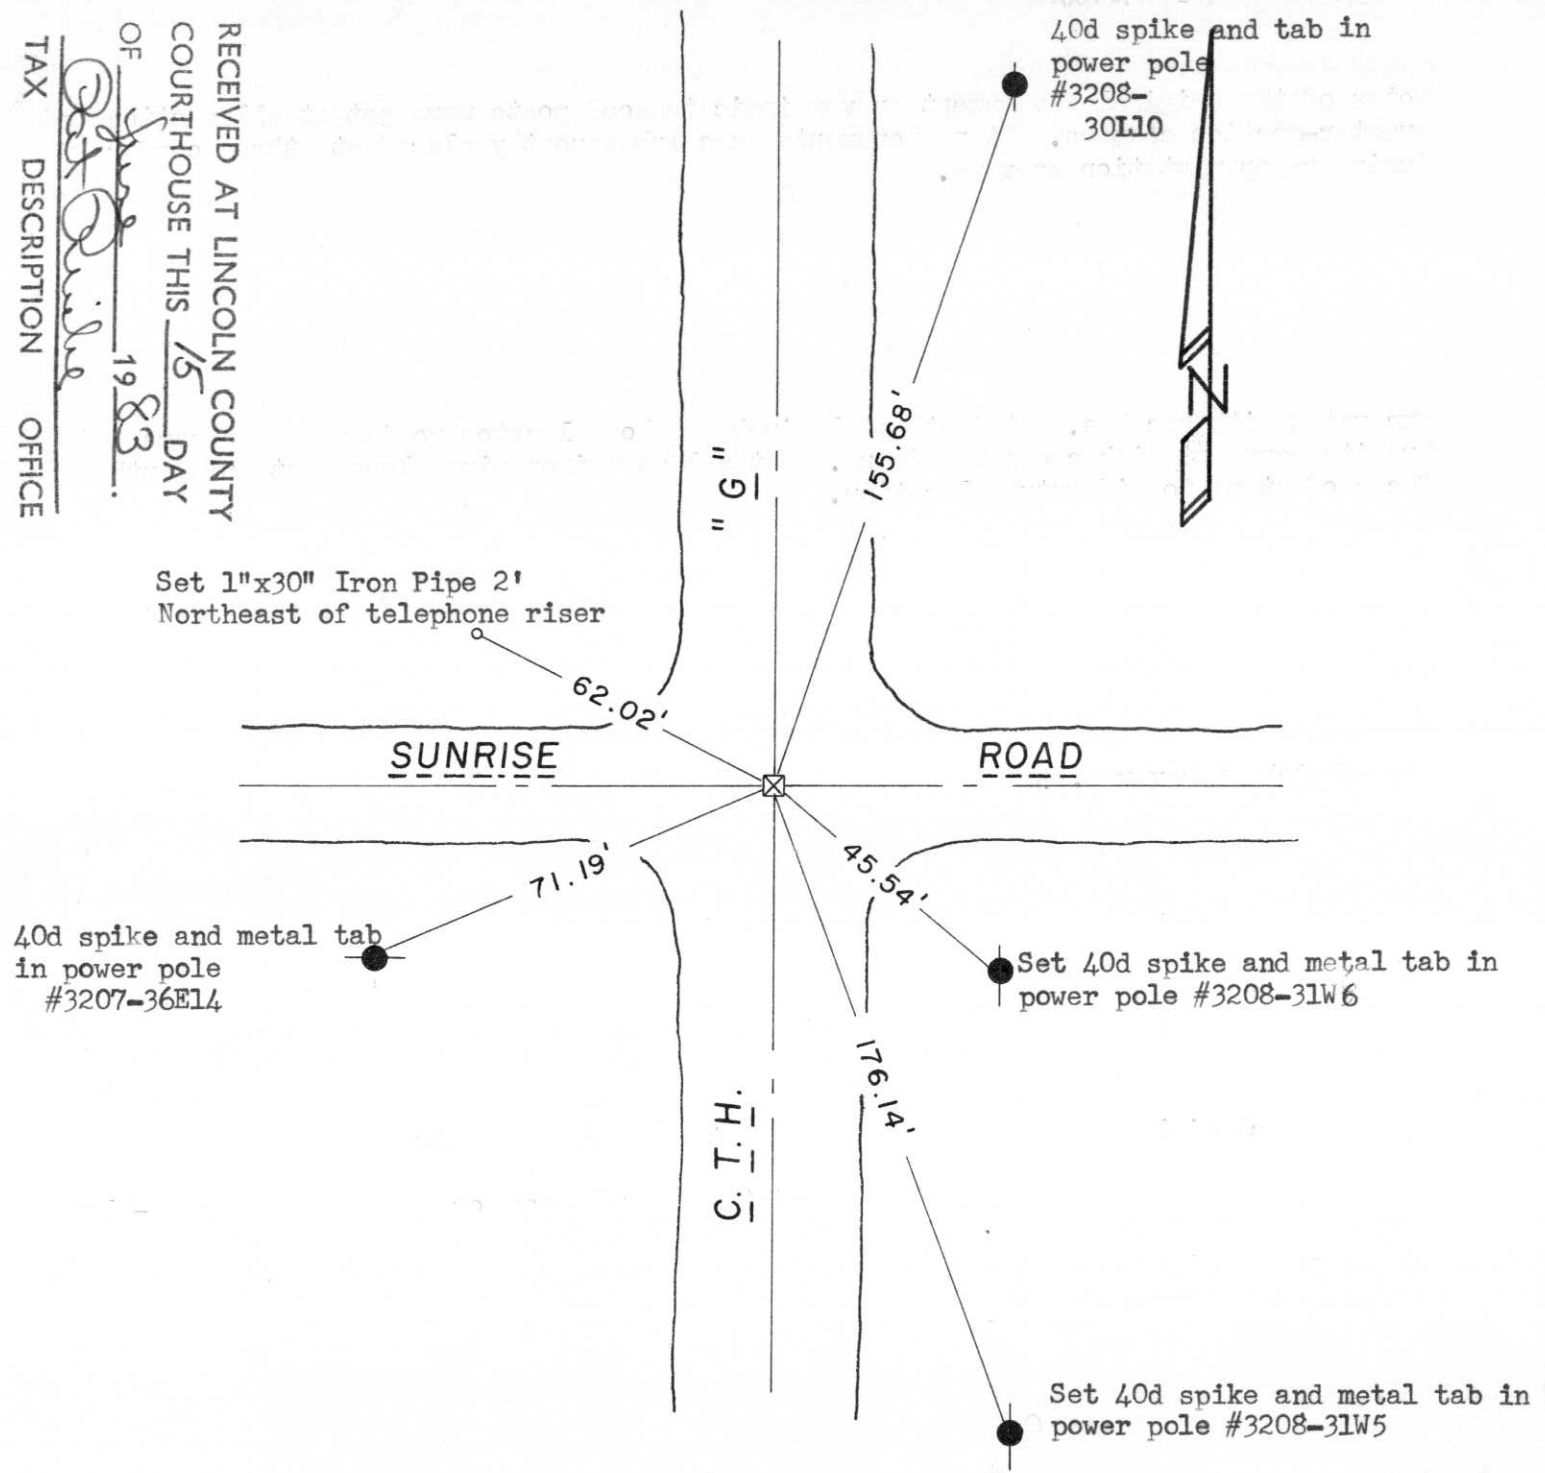 RECEIVED AT LINCOLN COUNTY
COURTHOUSE THIS 15 DAY
OF June 1983.
TAX DESCRIPTION OFFICE
40d spike and tab in
power pole
#3208-
30L10
N
155.68'
"G"
Set 1"x30" Iron Pipe 2'
Northeast of telephone riser
62.02'
SUNRISE ROAD
71.19'
45.54'
40d spike and metal tab
in power pole
#3207-36E14
Set 40d spike and metal tab in
power pole #3208-31W6
176.14'
C.T.H.
Set 40d spike and metal tab in
power pole #3208-31W5